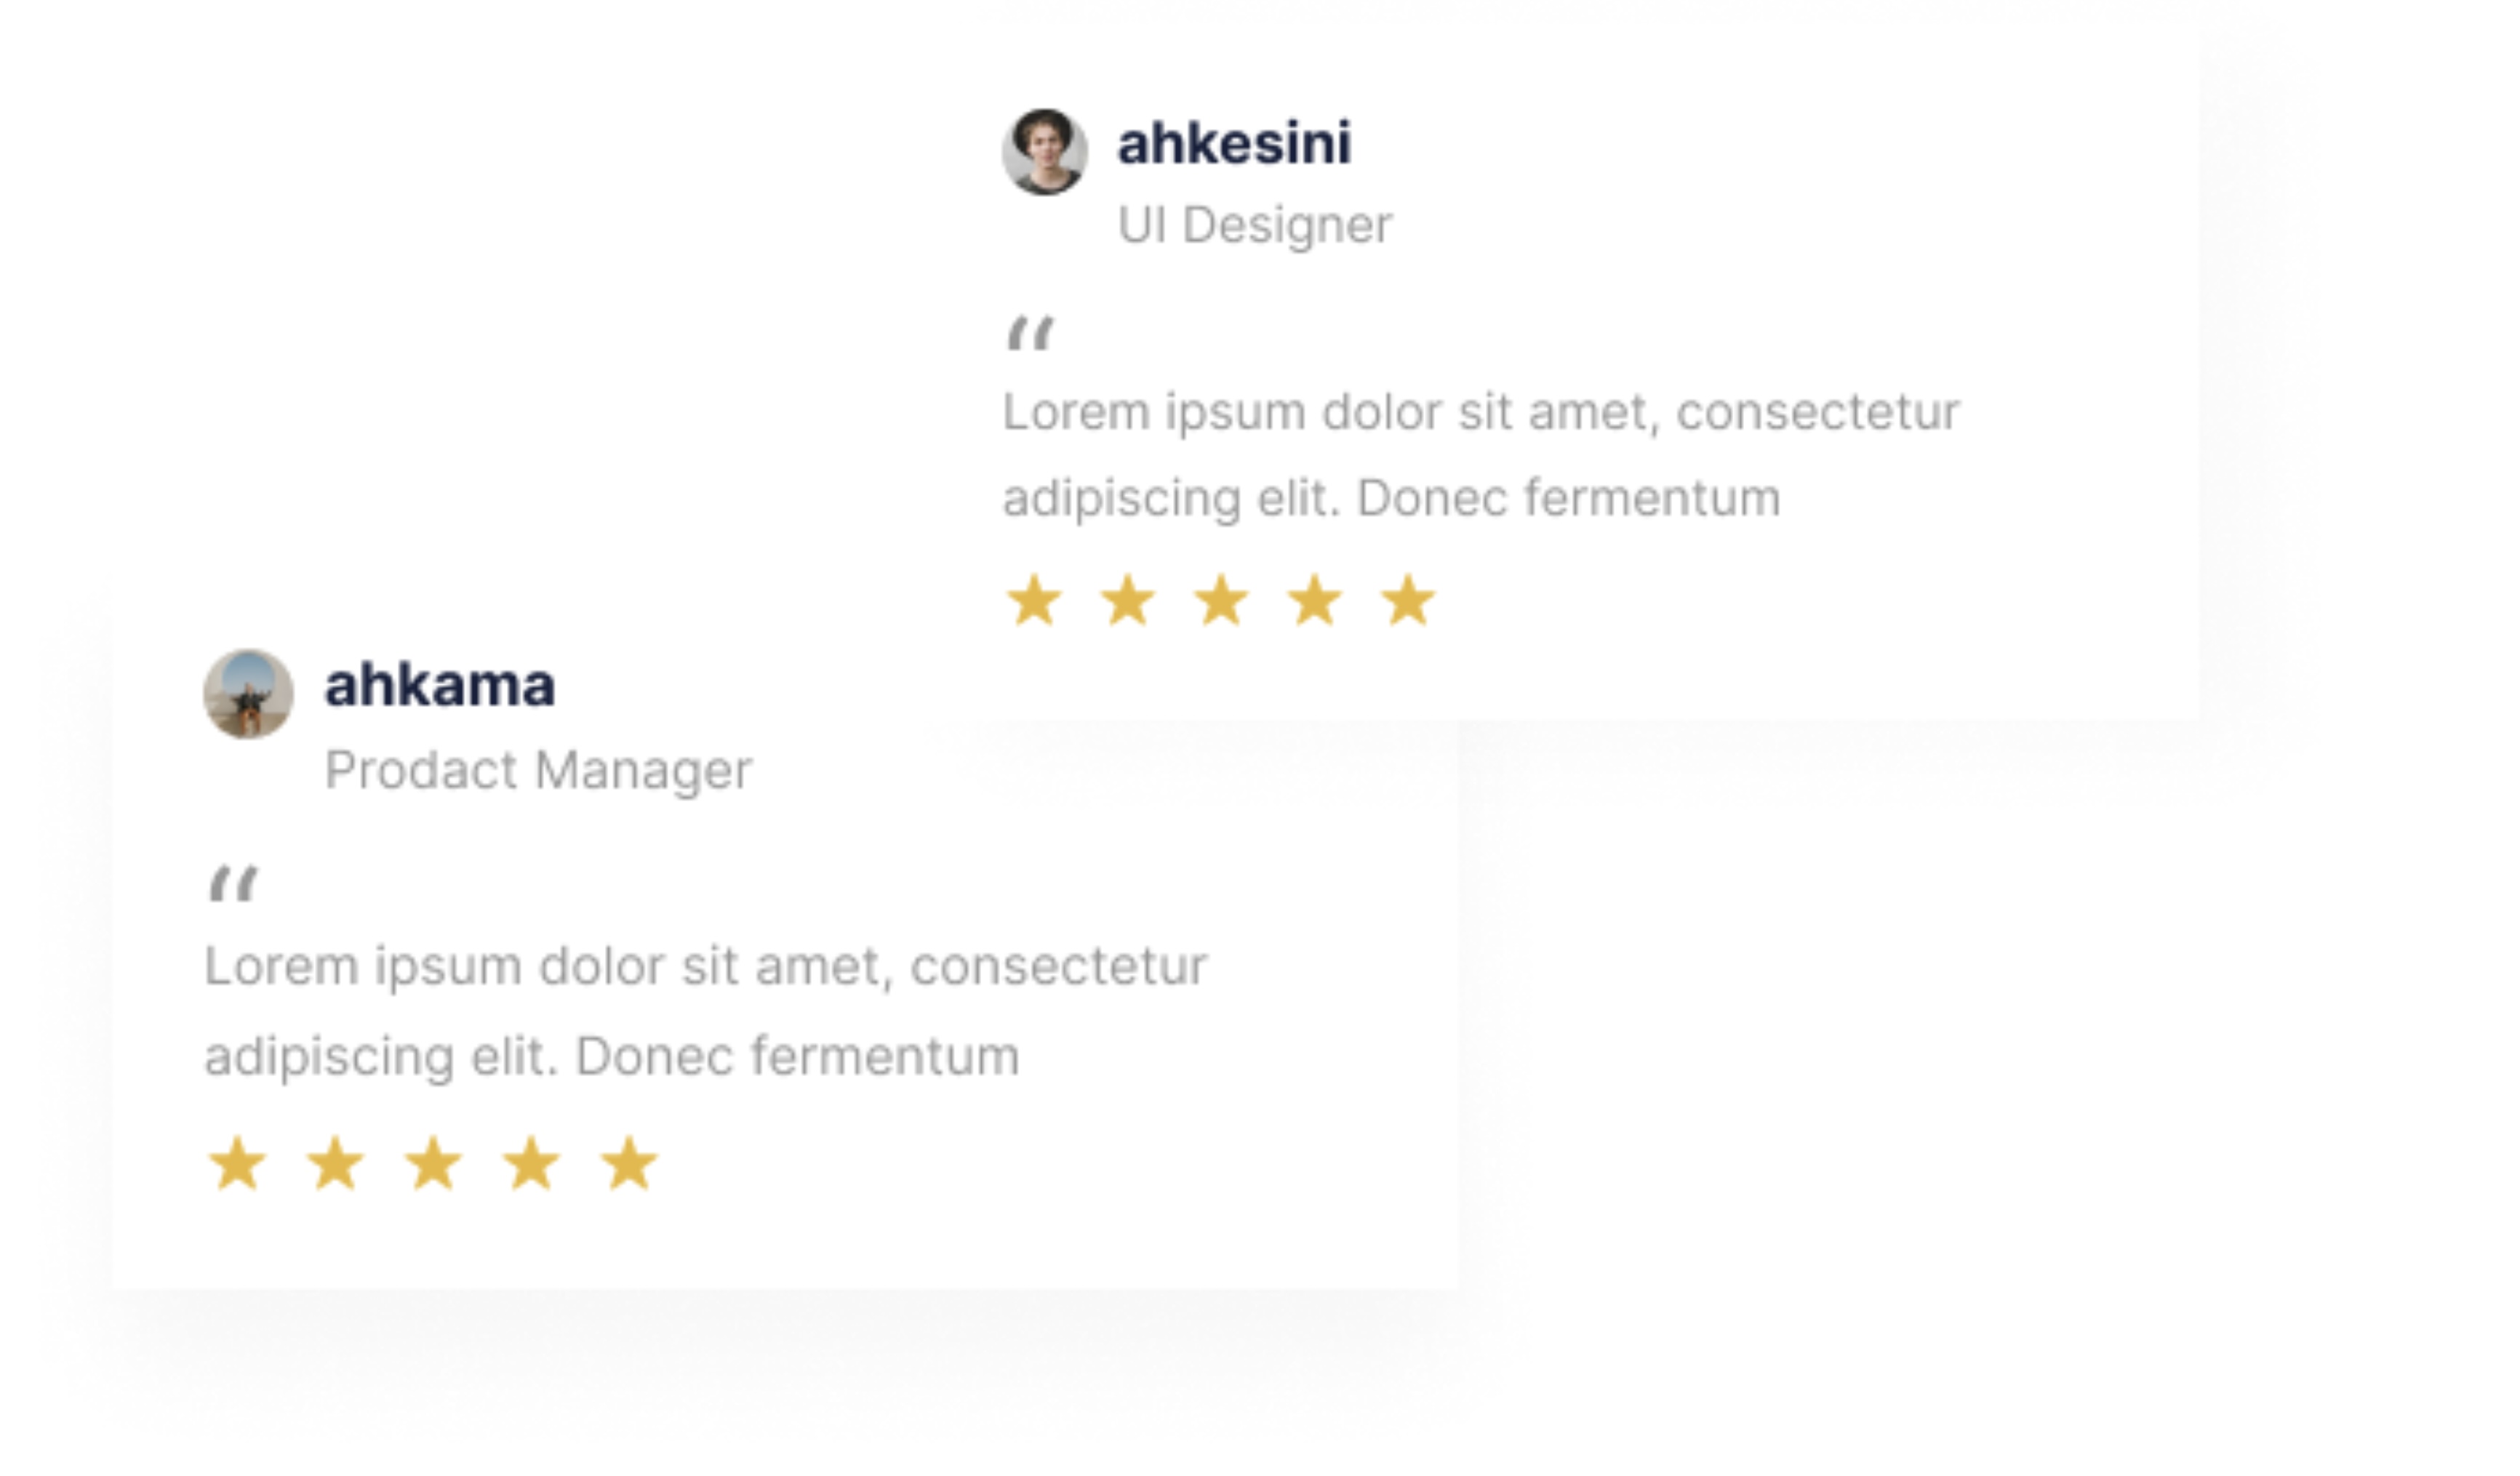 ahkesini
UI Designer
“
Lorem ipsum dolor sit amet, consectetur
adipiscing elit. Donec fermentum
ahkama
Prodact Manager
“
Lorem ipsum dolor sit amet, consectetur
adipiscing elit. Donec fermentum